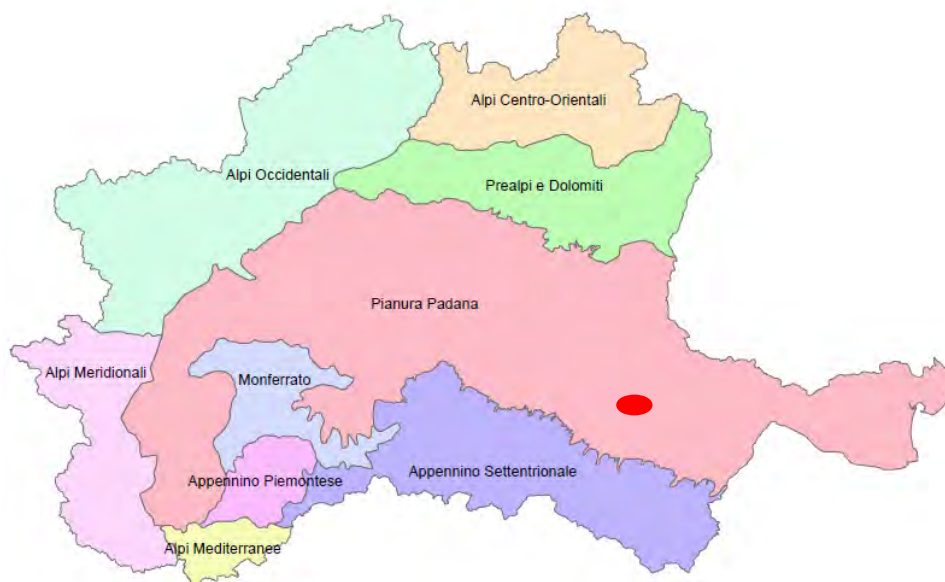 Alpi Centro-Orientali
Alpi Occidentali
Prealpi e Dolomiti
Pianura Padana
Alpi Meridionali
Monferrato
Appennino Settentrionale
Appennino Piemontese
Alpi Mediterranee